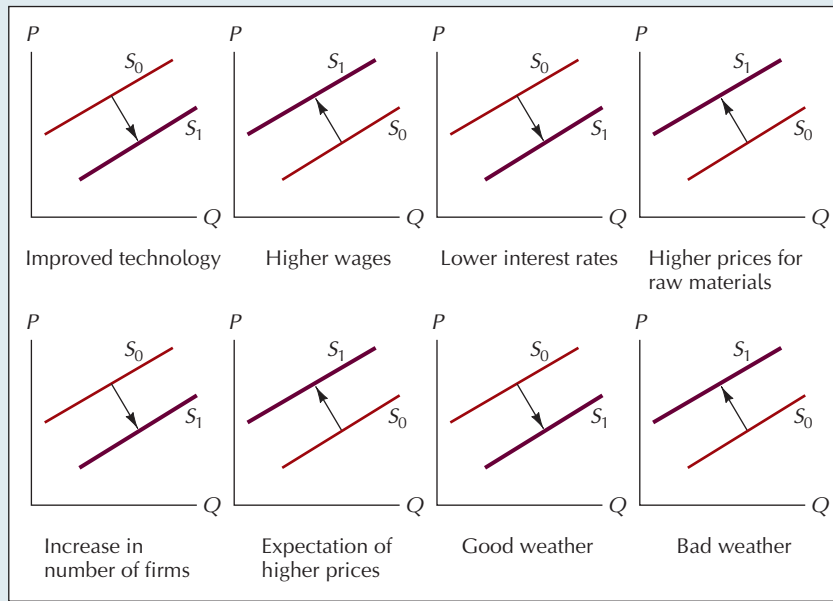 P
S0
S1
Q
Improved technology
P
S1
S0
Q
Higher wages
P
S0
S1
Q
Lower interest rates
P
S1
S0
Q
Higher prices for
raw materials
P
S0
S1
Q
Increase in
number of firms
P
S1
S0
Q
Expectation of
higher prices
P
S0
S1
Q
Good weather
P
S1
S0
Q
Bad weather